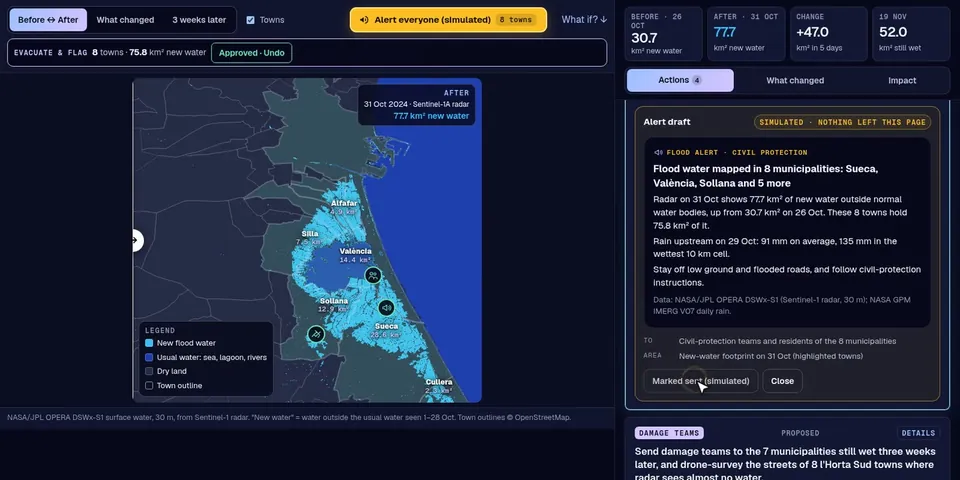 Before ↔ After
What changed
3 weeks later
Towns
Alert everyone (simulated) 8 towns
What if? ↓
EVACUATE & FLAG 8 towns · 75.8 km² new water
Approved · Undo
AFTER
31 Oct 2024 · Sentinel-1A radar
77.7 km² new water
Alfafar
4.9 km²
Silla
València
14.4 km²
Sollana
12.9 km²
Sueca
28.6 km²
Cullera
LEGEND
New flood water
Usual water: sea, lagoon, rivers
Dry land
Town outline
NASA/JPL OPERA DSWx-S1 surface water, 30 m, from Sentinel-1 radar. "New water" = water outside the usual water seen 1–28 Oct. Town outlines © OpenStreetMap.
BEFORE · 26 OCT
30.7
km² new water
AFTER · 31 OCT
77.7
km² new water
CHANGE
+47.0
km² in 5 days
19 NOV
52.0
km² still wet
Actions 4
What changed
Impact
Alert draft
SIMULATED · NOTHING LEFT THIS PAGE
FLOOD ALERT · CIVIL PROTECTION
Flood water mapped in 8 municipalities: Sueca,
València, Sollana and 5 more
Radar on 31 Oct shows 77.7 km² of new water outside normal
water bodies, up from 30.7 km² on 26 Oct. These 8 towns hold
75.8 km² of it.
Rain upstream on 29 Oct: 91 mm on average, 135 mm in the
wettest 10 km cell.
Stay off low ground and flooded roads, and follow civil-protection
instructions.
Data: NASA/JPL OPERA DSWx-S1 (Sentinel-1 radar, 30 m); NASA GPM
IMERG V07 daily rain.
TO Civil-protection teams and residents of the 8 municipalities
AREA New-water footprint on 31 Oct (highlighted towns)
Marked sent (simulated)
Close
DAMAGE TEAMS
PROPOSED
DETAILS
Send damage teams to the 7 municipalities still wet three weeks
later, and drone-survey the streets of 8 l'Horta Sud towns where
radar sees almost no water.